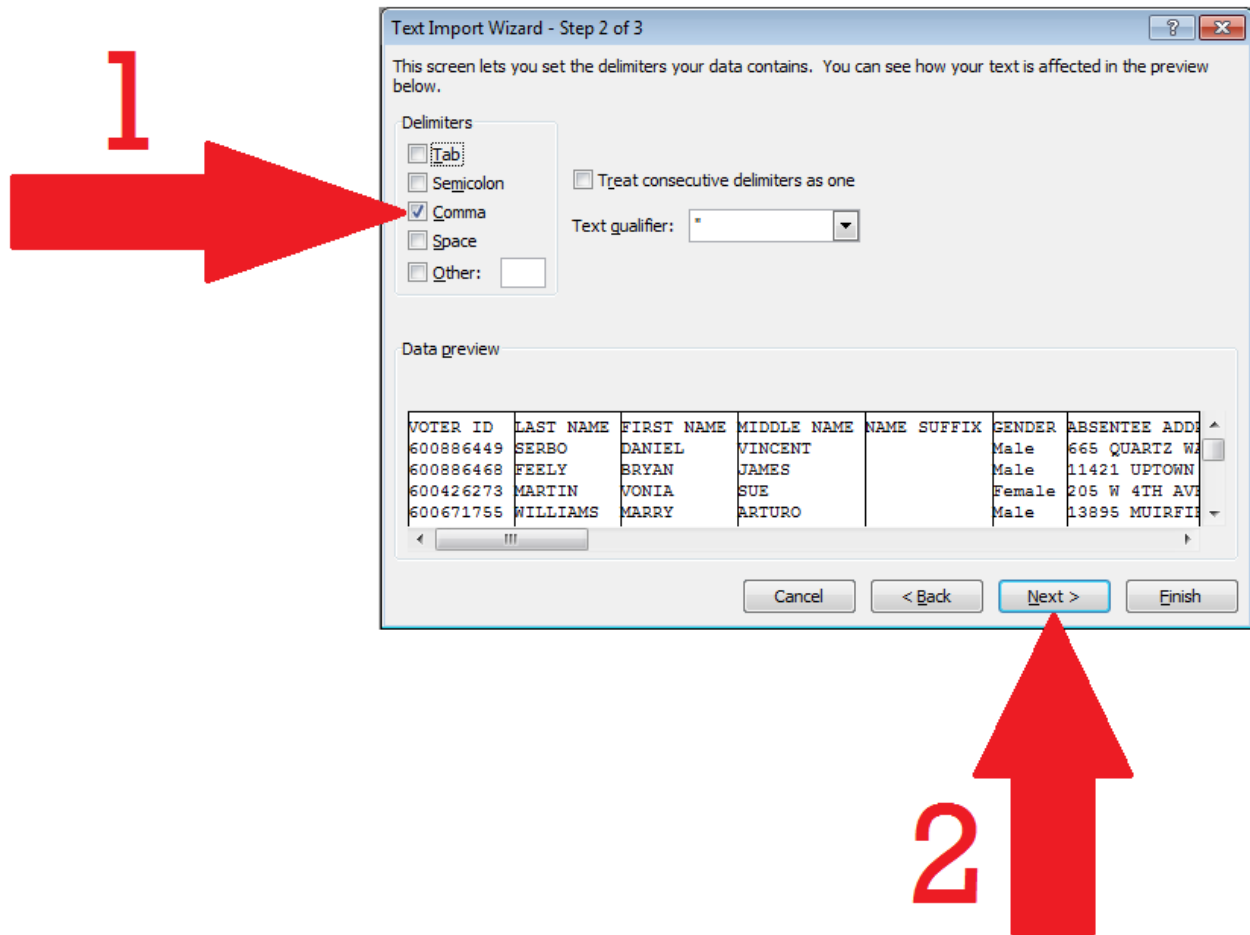 Text Import Wizard - Step 2 of 3
1
This screen lets you set the delimiters your data contains. You can see how your text is affected in the preview
below.
Delimiters
Tab
Semicolon
Treat consecutive delimiters as one
Comma
Text qualifier: "
Space
Other:
Data preview
VOTER ID LAST NAME FIRST NAME MIDDLE NAME NAME SUFFIX GENDER ABSENTEE ADD
600886449 SERBO DANIEL VINCENT Male 665 QUARTZ
600886468 FEELY BRYAN JAMES Male 11421 UPTOWN
600426273 MARTIN VONIA SUE Female 205 W 4TH AV
600671755 WILLIAMS MARRY ARTURO Male 13895
Cancel < Back Next > Finish
2